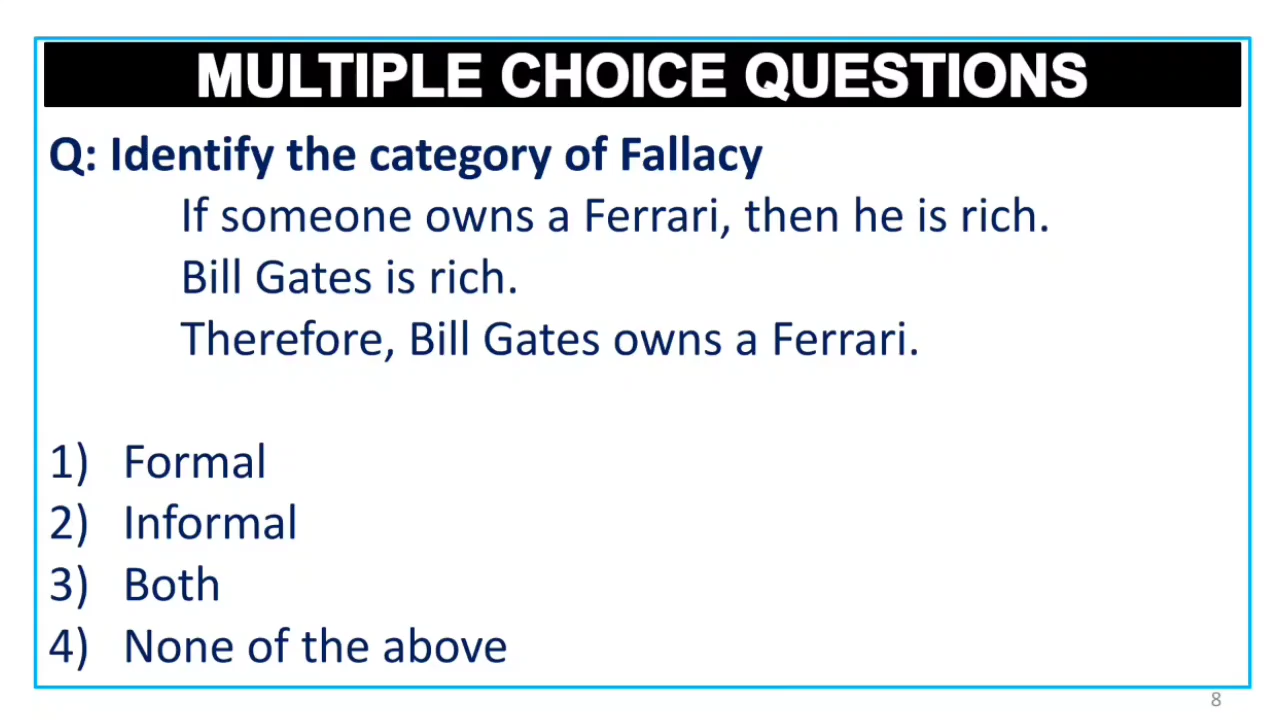 MULTIPLE CHOICE QUESTIONS
Q: Identify the category of Fallacy
If someone owns a Ferrari, then he is rich.
Bill Gates is rich.
Therefore, Bill Gates owns a Ferrari.
1) Formal
2) Informal
3) Both
4) None of the above
8